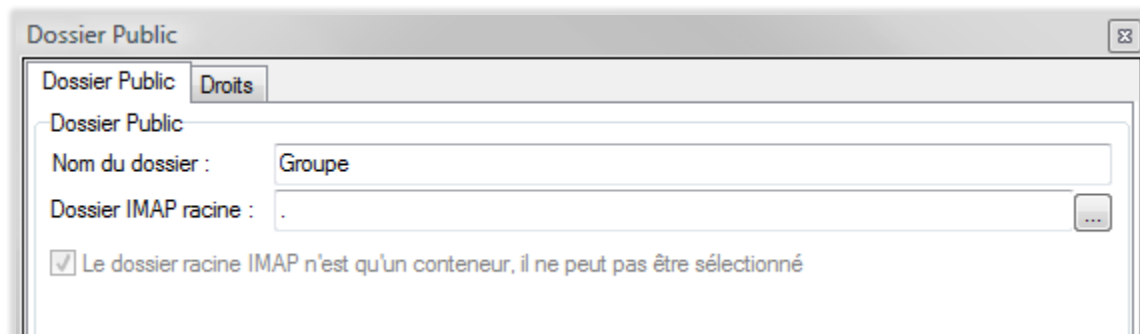 Dossier Public
Dossier Public Droits
Dossier Public
Nom du dossier : Groupe
Dossier IMAP racine : . ...
Le dossier racine IMAP n'est qu'un conteneur, il ne peut pas être sélectionné